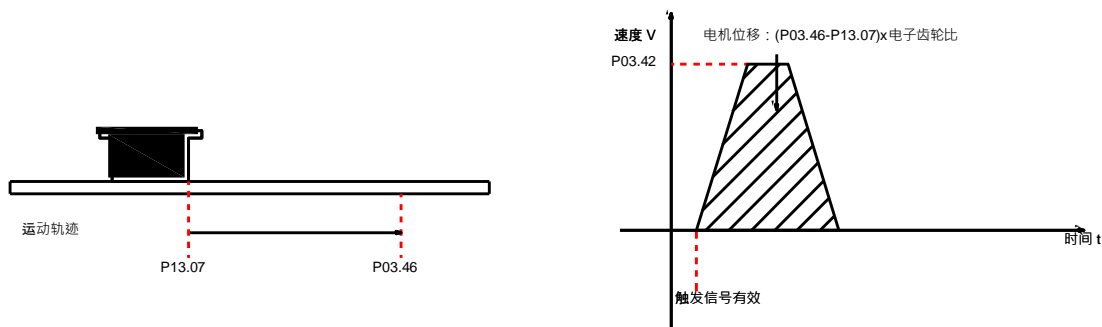 运动轨迹
P13.07
P03.46
速度 V
电机位移：(P03.46-P13.07)x电子齿轮比
P03.42
时间 t
触发信号有效